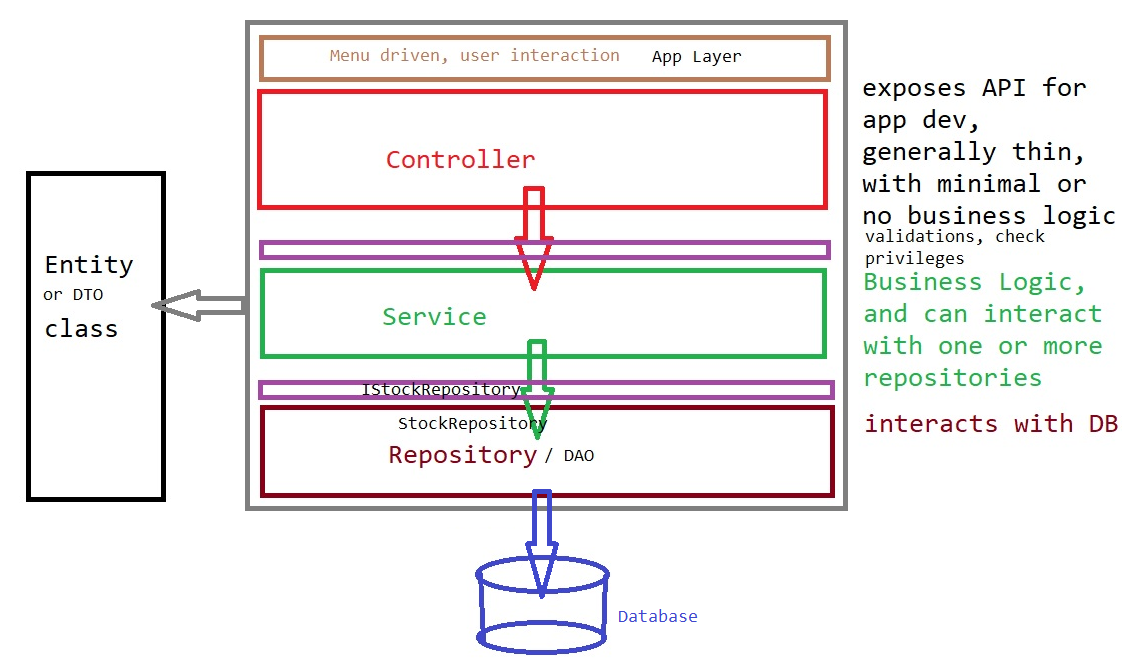 Menu driven, user interaction App Layer
Controller
exposes API for
app dev,
generally thin,
with minimal or
no business logic
validations, check
privileges
Entity
or DTO
class
Service
Business Logic,
and can interact
with one or more
repositories
IStockRepository
StockRepository
Repository / DAO
interacts with DB
Database